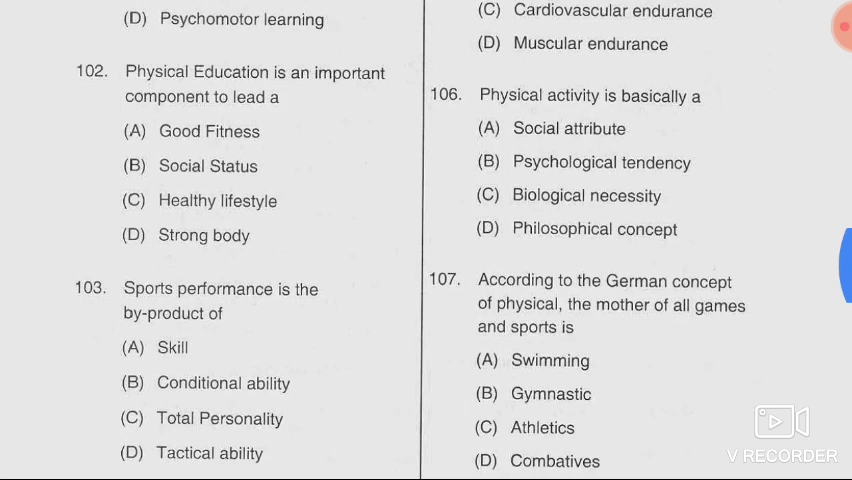 (D) Psychomotor learning
102. Physical Education is an important
component to lead a
(A) Good Fitness
(B) Social Status
(C) Healthy lifestyle
(D) Strong body
103. Sports performance is the
by-product of
(A) Skill
(B) Conditional ability
(C) Total Personality
(D) Tactical ability
(C) Cardiovascular endurance
(D) Muscular endurance
106. Physical activity is basically a
(A) Social attribute
(B) Psychological tendency
(C) Biological necessity
(D) Philosophical concept
107. According to the German concept
of physical, the mother of all games
and sports is
(A) Swimming
(B) Gymnastic
(C) Athletics
(D) Combatives
V RECORDER